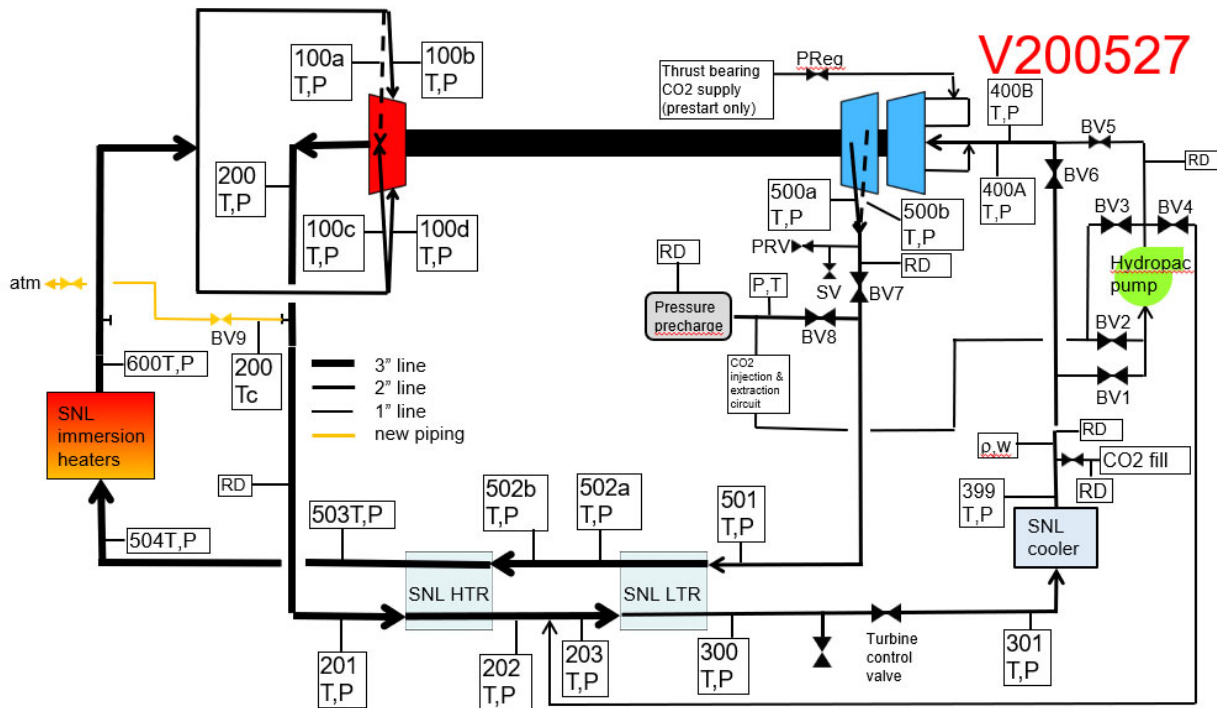 V200527
100a
T,P
100b
T,P
Thrust bearing
CO2 supply
(prestart only)
PReg
400B
T,P
BV5
RD
200
T,P
BV6
400A
T,P
100c
T,P
100d
T,P
500a
T,P
500b
T,P
BV3
BV4
PRV
RD
SV
BV7
RD
Hydropac
pump
atm
P,T
Pressure
precharge
BV8
BV9
BV2
600T,P
200
Tc
3” line
2” line
1” line
new piping
CO2
injection &
extraction
circuit
BV1
SNL
immersion
heaters
RD
ρ,w
CO2 fill
RD
RD
399
T,P
502b
T,P
502a
T,P
501
T,P
503T,P
504T,P
SNL
cooler
SNL HTR
SNL LTR
201
T,P
202
T,P
203
T,P
300
T,P
Turbine
control
valve
301
T,P